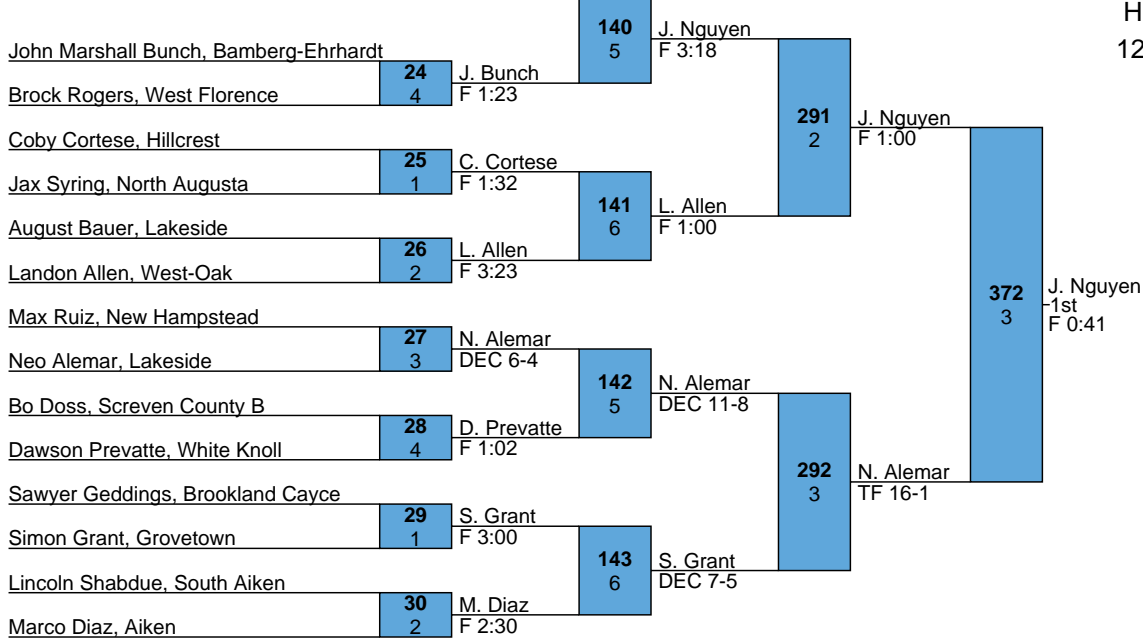 H
12
140
5
J. Nguyen
F 3:18
John Marshall Bunch, Bamberg-Ehrhardt
24
4
J. Bunch
F 1:23
Brock Rogers, West Florence
291
2
J. Nguyen
F 1:00
Coby Cortese, Hillcrest
25
1
C. Cortese
F 1:32
Jax Syring, North Augusta
141
6
L. Allen
F 1:00
August Bauer, Lakeside
26
2
L. Allen
F 3:23
Landon Allen, West-Oak
372
3
J. Nguyen
1st
F 0:41
Max Ruiz, New Hampstead
27
3
N. Alemar
DEC 6-4
Neo Alemar, Lakeside
142
5
N. Alemar
DEC 11-8
Bo Doss, Screven County B
28
4
D. Prevatte
F 1:02
Dawson Prevatte, White Knoll
292
3
N. Alemar
TF 16-1
Sawyer Geddings, Brookland Cayce
29
1
S. Grant
F 3:00
Simon Grant, Grovetown
143
6
S. Grant
DEC 7-5
Lincoln Shabdue, South Aiken
30
2
M. Diaz
F 2:30
Marco Diaz, Aiken